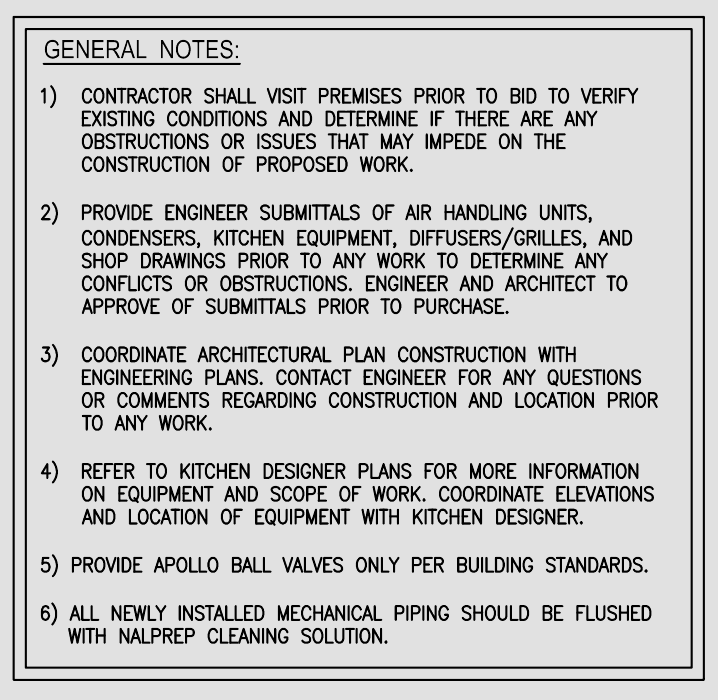 GENERAL NOTES:
1) CONTRACTOR SHALL VISIT PREMISES PRIOR TO BID TO VERIFY
EXISTING CONDITIONS AND DETERMINE IF THERE ARE ANY
OBSTRUCTIONS OR ISSUES THAT MAY IMPEDE ON THE
CONSTRUCTION OF PROPOSED WORK.
2) PROVIDE ENGINEER SUBMITTALS OF AIR HANDLING UNITS,
CONDENSERS, KITCHEN EQUIPMENT, DIFFUSERS/GRILLES, AND
SHOP DRAWINGS PRIOR TO ANY WORK TO DETERMINE ANY
CONFLICTS OR OBSTRUCTIONS. ENGINEER AND ARCHITECT TO
APPROVE OF SUBMITTALS PRIOR TO PURCHASE.
3) COORDINATE ARCHITECTURAL PLAN CONSTRUCTION WITH
ENGINEERING PLANS. CONTACT ENGINEER FOR ANY QUESTIONS
OR COMMENTS REGARDING CONSTRUCTION AND LOCATION PRIOR
TO ANY WORK.
4) REFER TO KITCHEN DESIGNER PLANS FOR MORE INFORMATION
ON EQUIPMENT AND SCOPE OF WORK. COORDINATE ELEVATIONS
AND LOCATION OF EQUIPMENT WITH KITCHEN DESIGNER.
5) PROVIDE APOLLO BALL VALVES ONLY PER BUILDING STANDARDS.
6) ALL NEWLY INSTALLED MECHANICAL PIPING SHOULD BE FLUSHED
WITH NALPREP CLEANING SOLUTION.